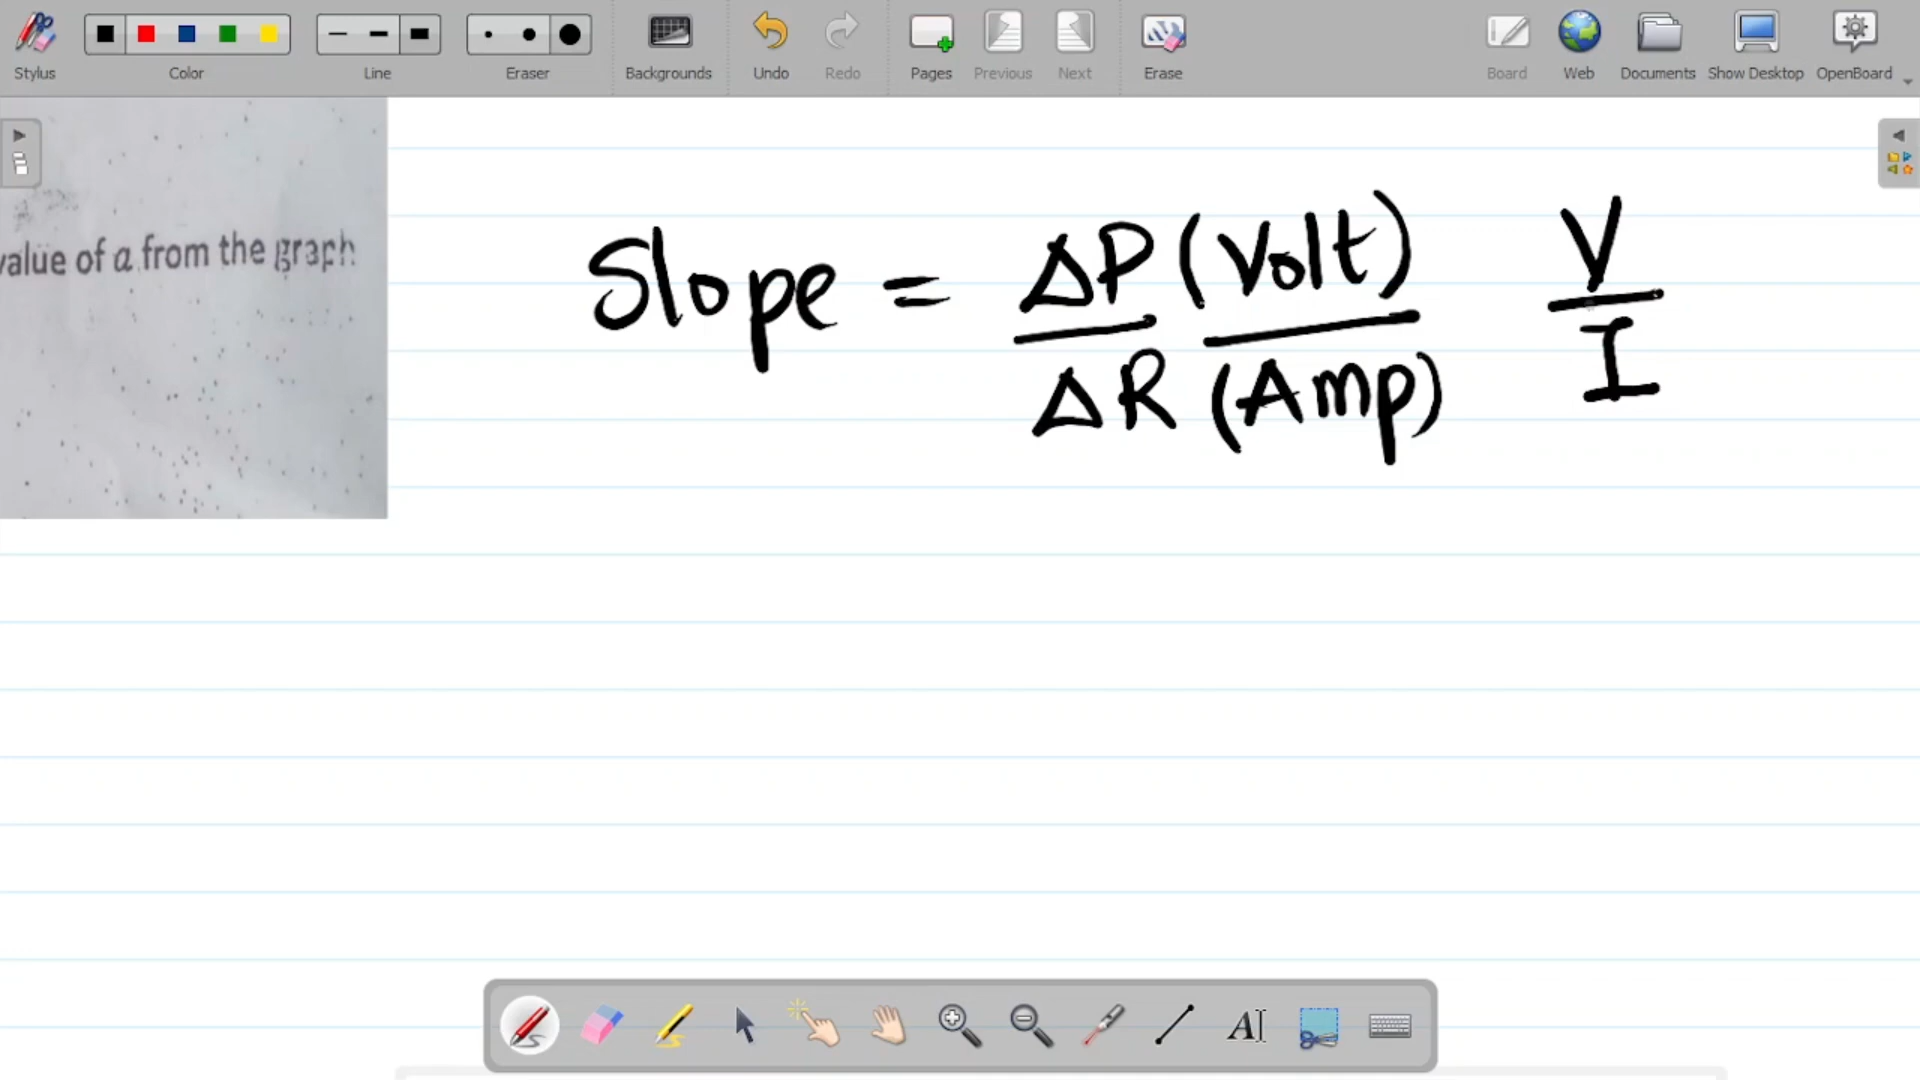 Stylus Color Line Eraser Backgrounds Undo Redo Pages Previous Next Erase Board Web Documents Show Desktop OpenBoard
value of a from the graph
Slope = ΔP (Volt) V
ΔR (Amp) I